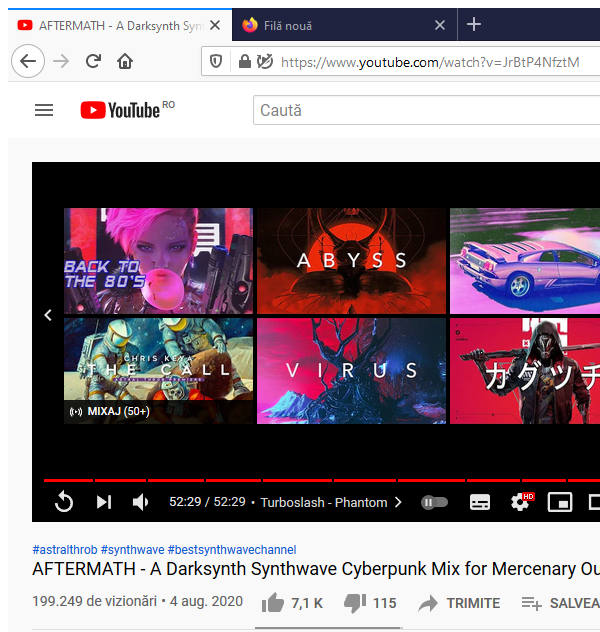 AFTERMATH - A Darksynth Syn
Filă nouă
https://www.youtube.com/watch?v=JrBtP4NfztM
YouTube RO
Caută
BACK TO
THE 80'S
ABYSS
CHRIS KEYA
THE CALL
MIXAJ (50+)
VIRUS
カグツチ
52:29 / 52:29 • Turboslash - Phantom
HD
#astralthrob #synthwave #bestsynthwavechannel
AFTERMATH - A Darksynth Synthwave Cyberpunk Mix for Mercenary Ou
199.249 de vizionări • 4 aug. 2020
7,1 K
115
TRIMITE
SALVEA